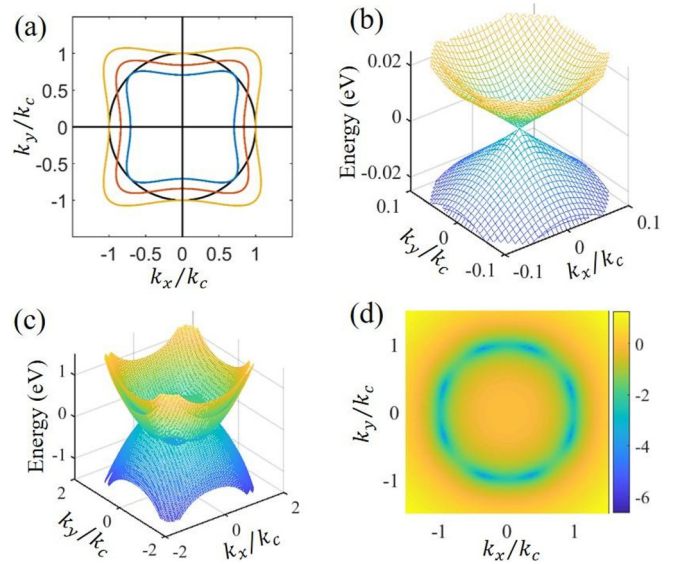 (a)
k_y/k_c
1
0.5
0
-0.5
-1
-1 -0.5 0 0.5 1
k_x/k_c
(b)
Energy (eV)
0.02
0
-0.02
0.1
0
-0.1
k_y/k_c
-0.1
0
0.1
k_x/k_c
(c)
Energy (eV)
1
0
-1
2
0
-2
k_y/k_c
-2
0
2
k_x/k_c
(d)
k_y/k_c
1
0
-1
-1 0 1
k_x/k_c
0
-2
-4
-6